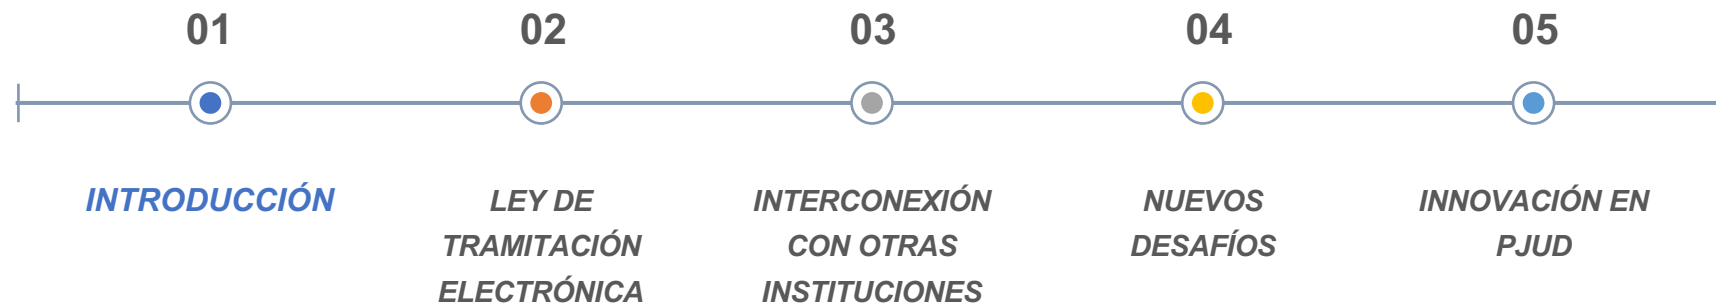 01
02
03
04
05
INTRODUCCIÓN
LEY DE
TRAMITACIÓN
ELECTRÓNICA
INTERCONEXIÓN
CON OTRAS
INSTITUCIONES
NUEVOS
DESAFÍOS
INNOVACIÓN EN
PJUD